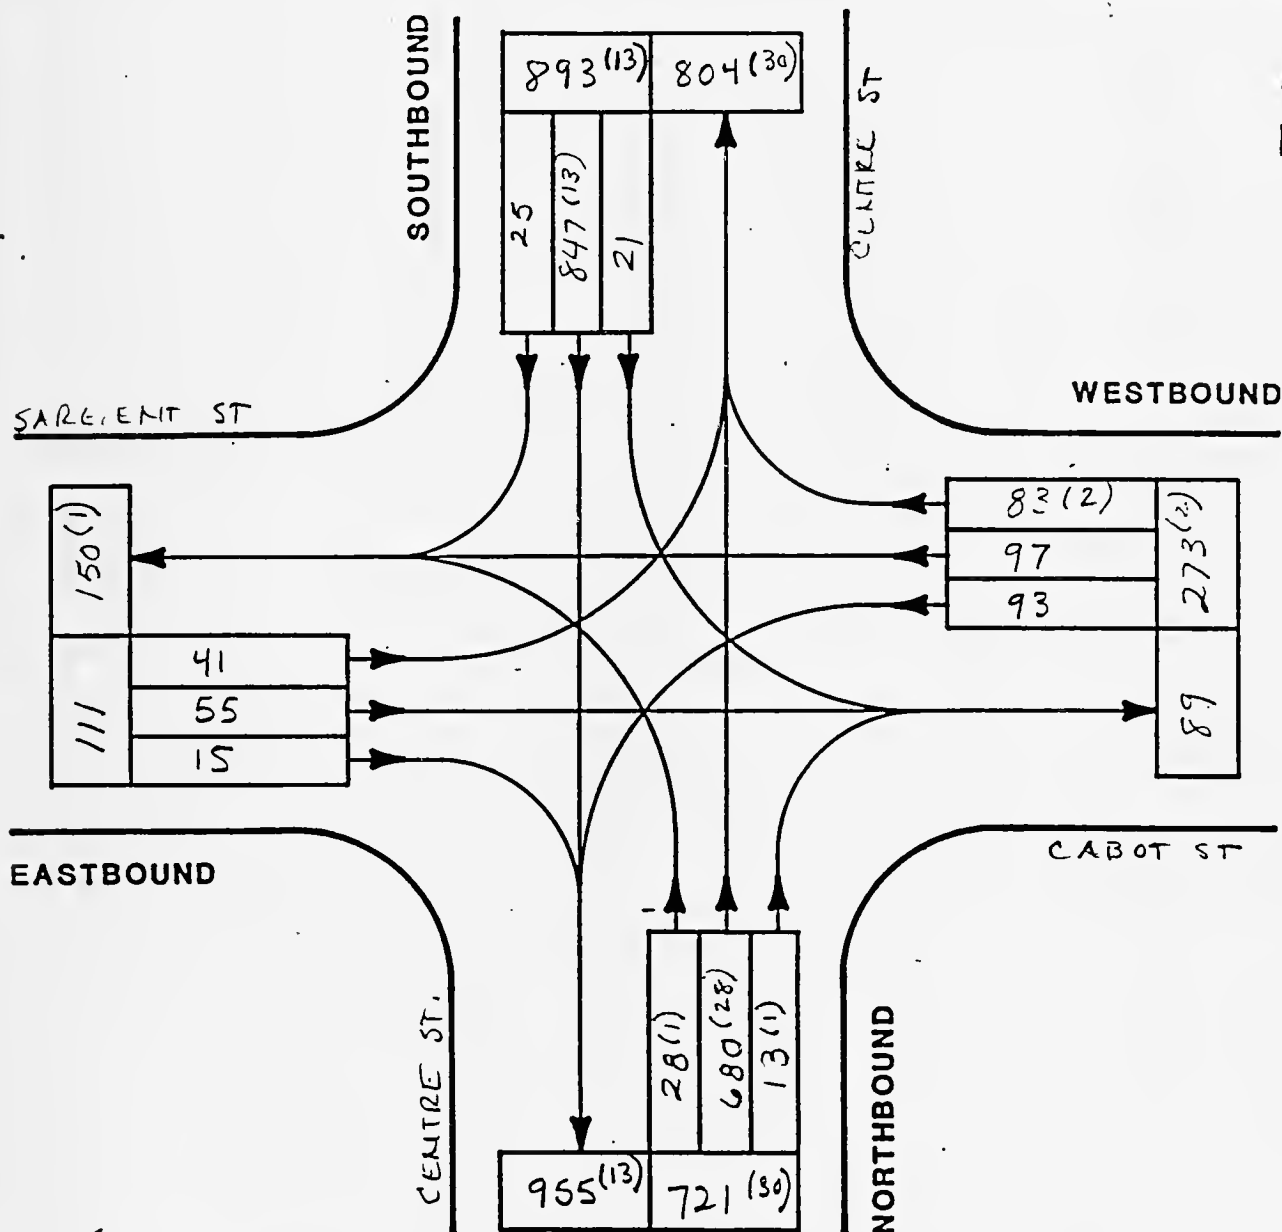 SOUTHBOUND
893 (13)
804 (30)
CENTRE ST
25
847 (13)
21
SARGENT ST
WESTBOUND
150 (1)
83 (2)
97
93
273 (2)
41
55
15
111
89
EASTBOUND
CABOT ST
CENTRE ST.
28 (1)
680 (28)
13 (1)
NORTHBOUND
955 (13)
721 (30)